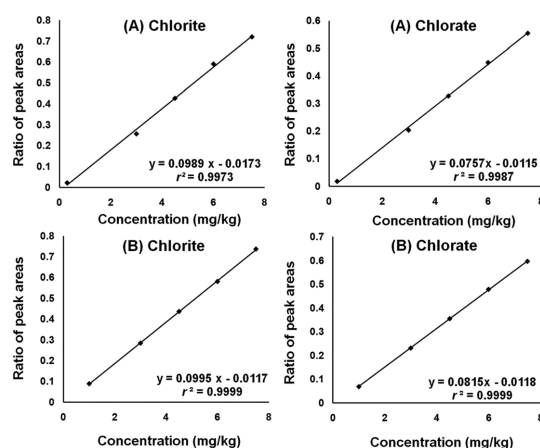 (A) Chlorite
Ratio of peak areas
0.8
0.7
0.6
0.5
0.4
0.3
0.2
0.1
0
y = 0.0989 x - 0.0173
r² = 0.9973
0 2 4 6 8
Concentration (mg/kg)
(A) Chlorate
Ratio of peak areas
0.6
0.5
0.4
0.3
0.2
0.1
0
y = 0.0757x - 0.0115
r² = 0.9987
0 2 4 6 8
Concentration (mg/kg)
(B) Chlorite
Ratio of peak areas
0.8
0.7
0.6
0.5
0.4
0.3
0.2
0.1
0
y = 0.0995 x - 0.0117
r² = 0.9999
0 2 4 6 8
Concentration (mg/kg)
(B) Chlorate
Ratio of peak areas
0.7
0.6
0.5
0.4
0.3
0.2
0.1
0
y = 0.0815x - 0.0118
r² = 0.9999
0 2 4 6 8
Concentration (mg/kg)